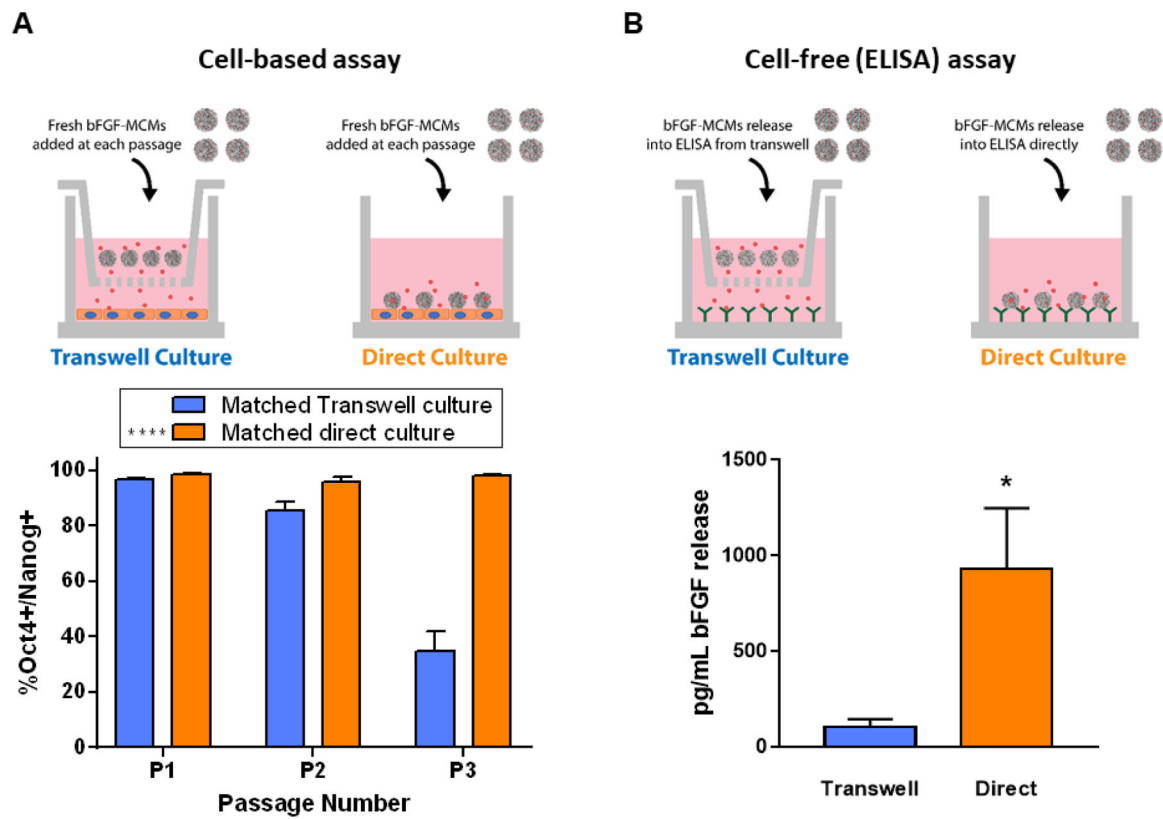 A
Cell-based assay
Fresh bFGF-MCMs
added at each passage
Fresh bFGF-MCMs
added at each passage
Transwell Culture
Direct Culture
Matched Transwell culture
**** Matched direct culture
%Oct4+/Nanog+
100
80
60
40
20
0
P1
P2
P3
Passage Number
B
Cell-free (ELISA) assay
bFGF-MCMs release
into ELISA from transwell
bFGF-MCMs release
into ELISA directly
Transwell Culture
Direct Culture
pg/mL bFGF release
1500
1000
500
0
*
Transwell
Direct